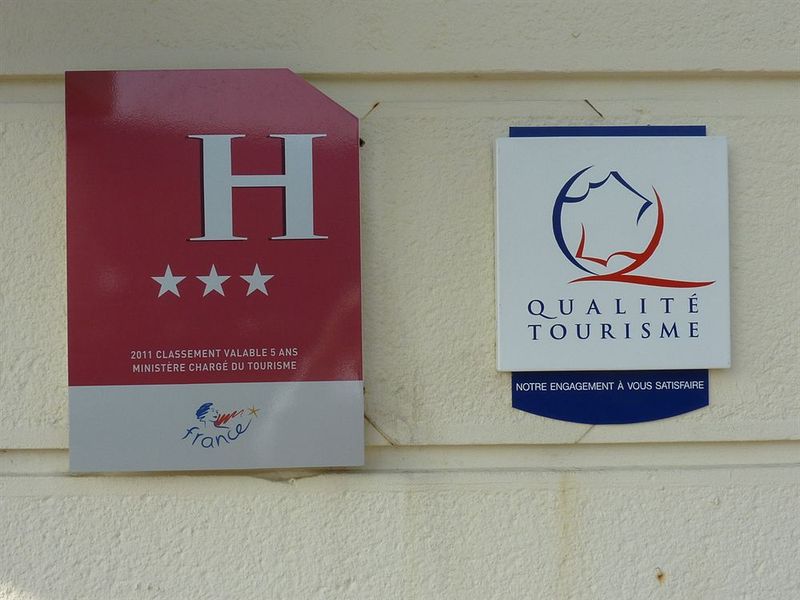 H
2011 CLASSEMENT VALABLE 5 ANS
MINISTÈRE CHARGÉ DU TOURISME
france
QUALITÉ
TOURISME
NOTRE ENGAGEMENT À VOUS SATISFAIRE